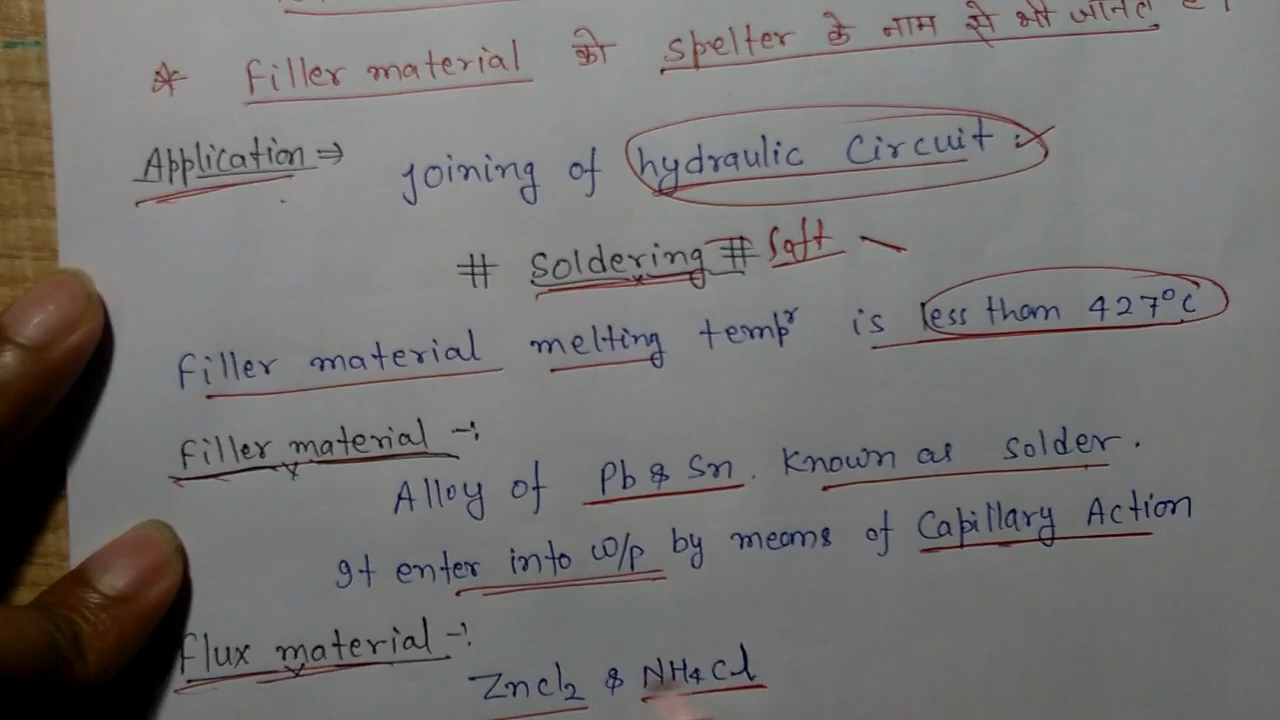 * Filler material को spelter के नाम से भी जानते है।
Application ⇒ Joining of hydraulic Circuit :
# Soldering # Soft
Filler material melting tempʳ is less than 427°C
Filler material -:
Alloy of Pb & Sn. Known as solder.
It enter into w/p by means of Capillary Action
Flux material -:
Zncl2 & NH4Cl